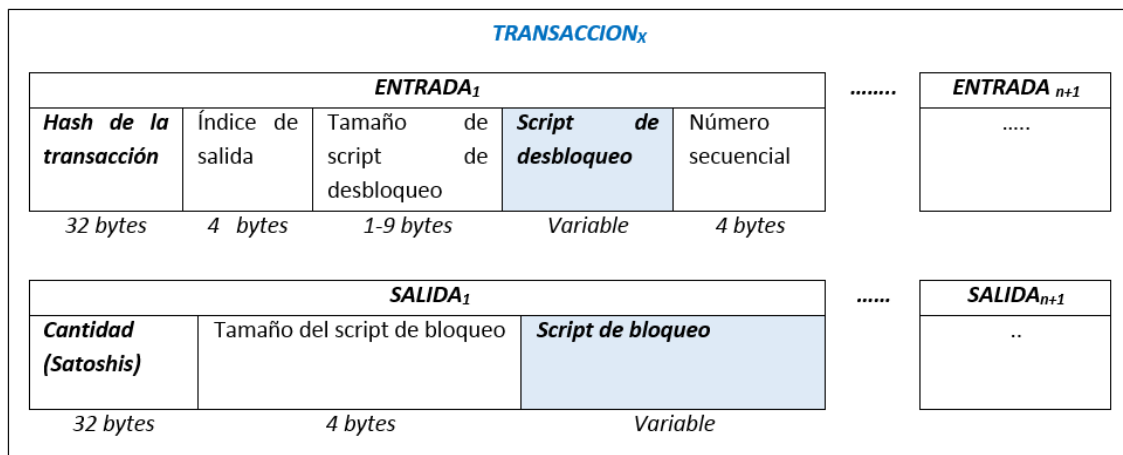 TRANSACCIONX
ENTRADA1
........
ENTRADA n+1
Hash de la transacción
Índice de salida
Tamaño de script de desbloqueo
Script de desbloqueo
Número secuencial
.....
32 bytes
4 bytes
1-9 bytes
Variable
4 bytes
SALIDA1
......
SALIDAn+1
Cantidad (Satoshis)
Tamaño del script de bloqueo
Script de bloqueo
..
32 bytes
4 bytes
Variable